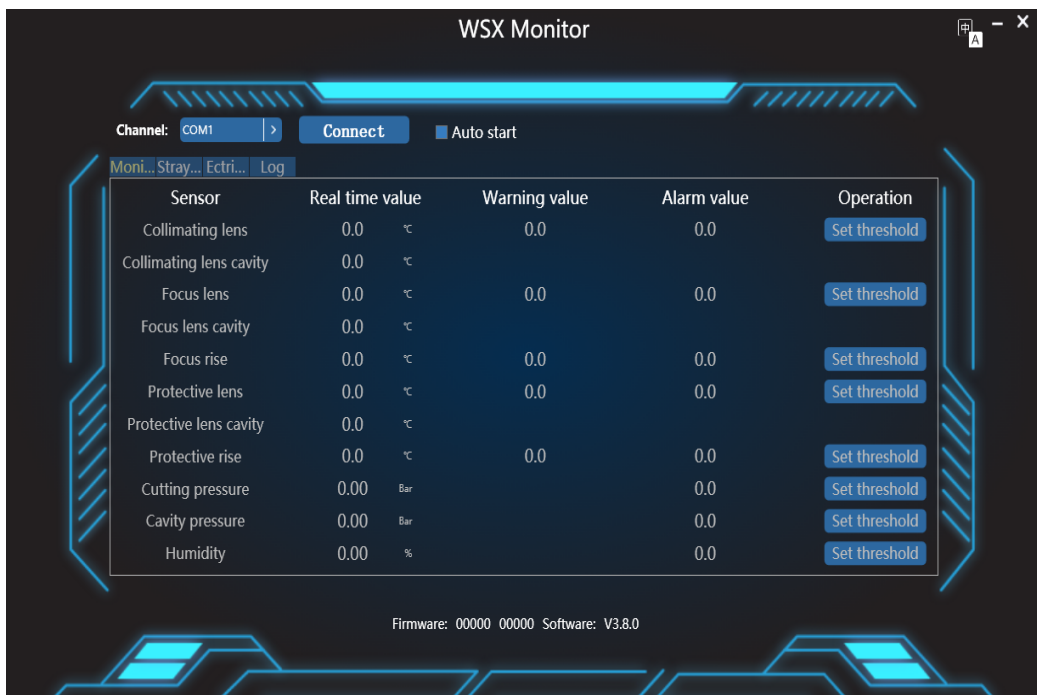 WSX Monitor
中 A
Channel: COM1 > Connect Auto start
Moni... Stray... Ectri... Log
Sensor Real time value Warning value Alarm value Operation
Collimating lens 0.0 ℃ 0.0 0.0 Set threshold
Collimating lens cavity 0.0 ℃
Focus lens 0.0 ℃ 0.0 0.0 Set threshold
Focus lens cavity 0.0 ℃
Focus rise 0.0 ℃ 0.0 0.0 Set threshold
Protective lens 0.0 ℃ 0.0 0.0 Set threshold
Protective lens cavity 0.0 ℃
Protective rise 0.0 ℃ 0.0 0.0 Set threshold
Cutting pressure 0.00 Bar 0.0 Set threshold
Cavity pressure 0.00 Bar 0.0 Set threshold
Humidity 0.00 % 0.0 Set threshold
Firmware: 00000 00000 Software: V3.8.0